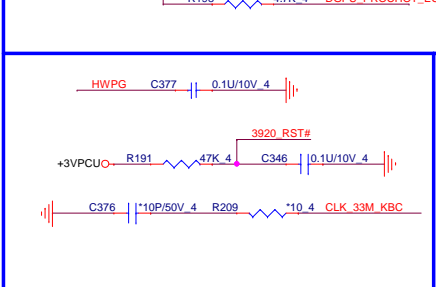 HWPG C377 0.1U/10V_4
3920_RST#
+3VPCU R191 47K_4 C346 0.1U/10V_4
C376 *10P/50V_4 R209 *10_4 CLK_33M_KBC